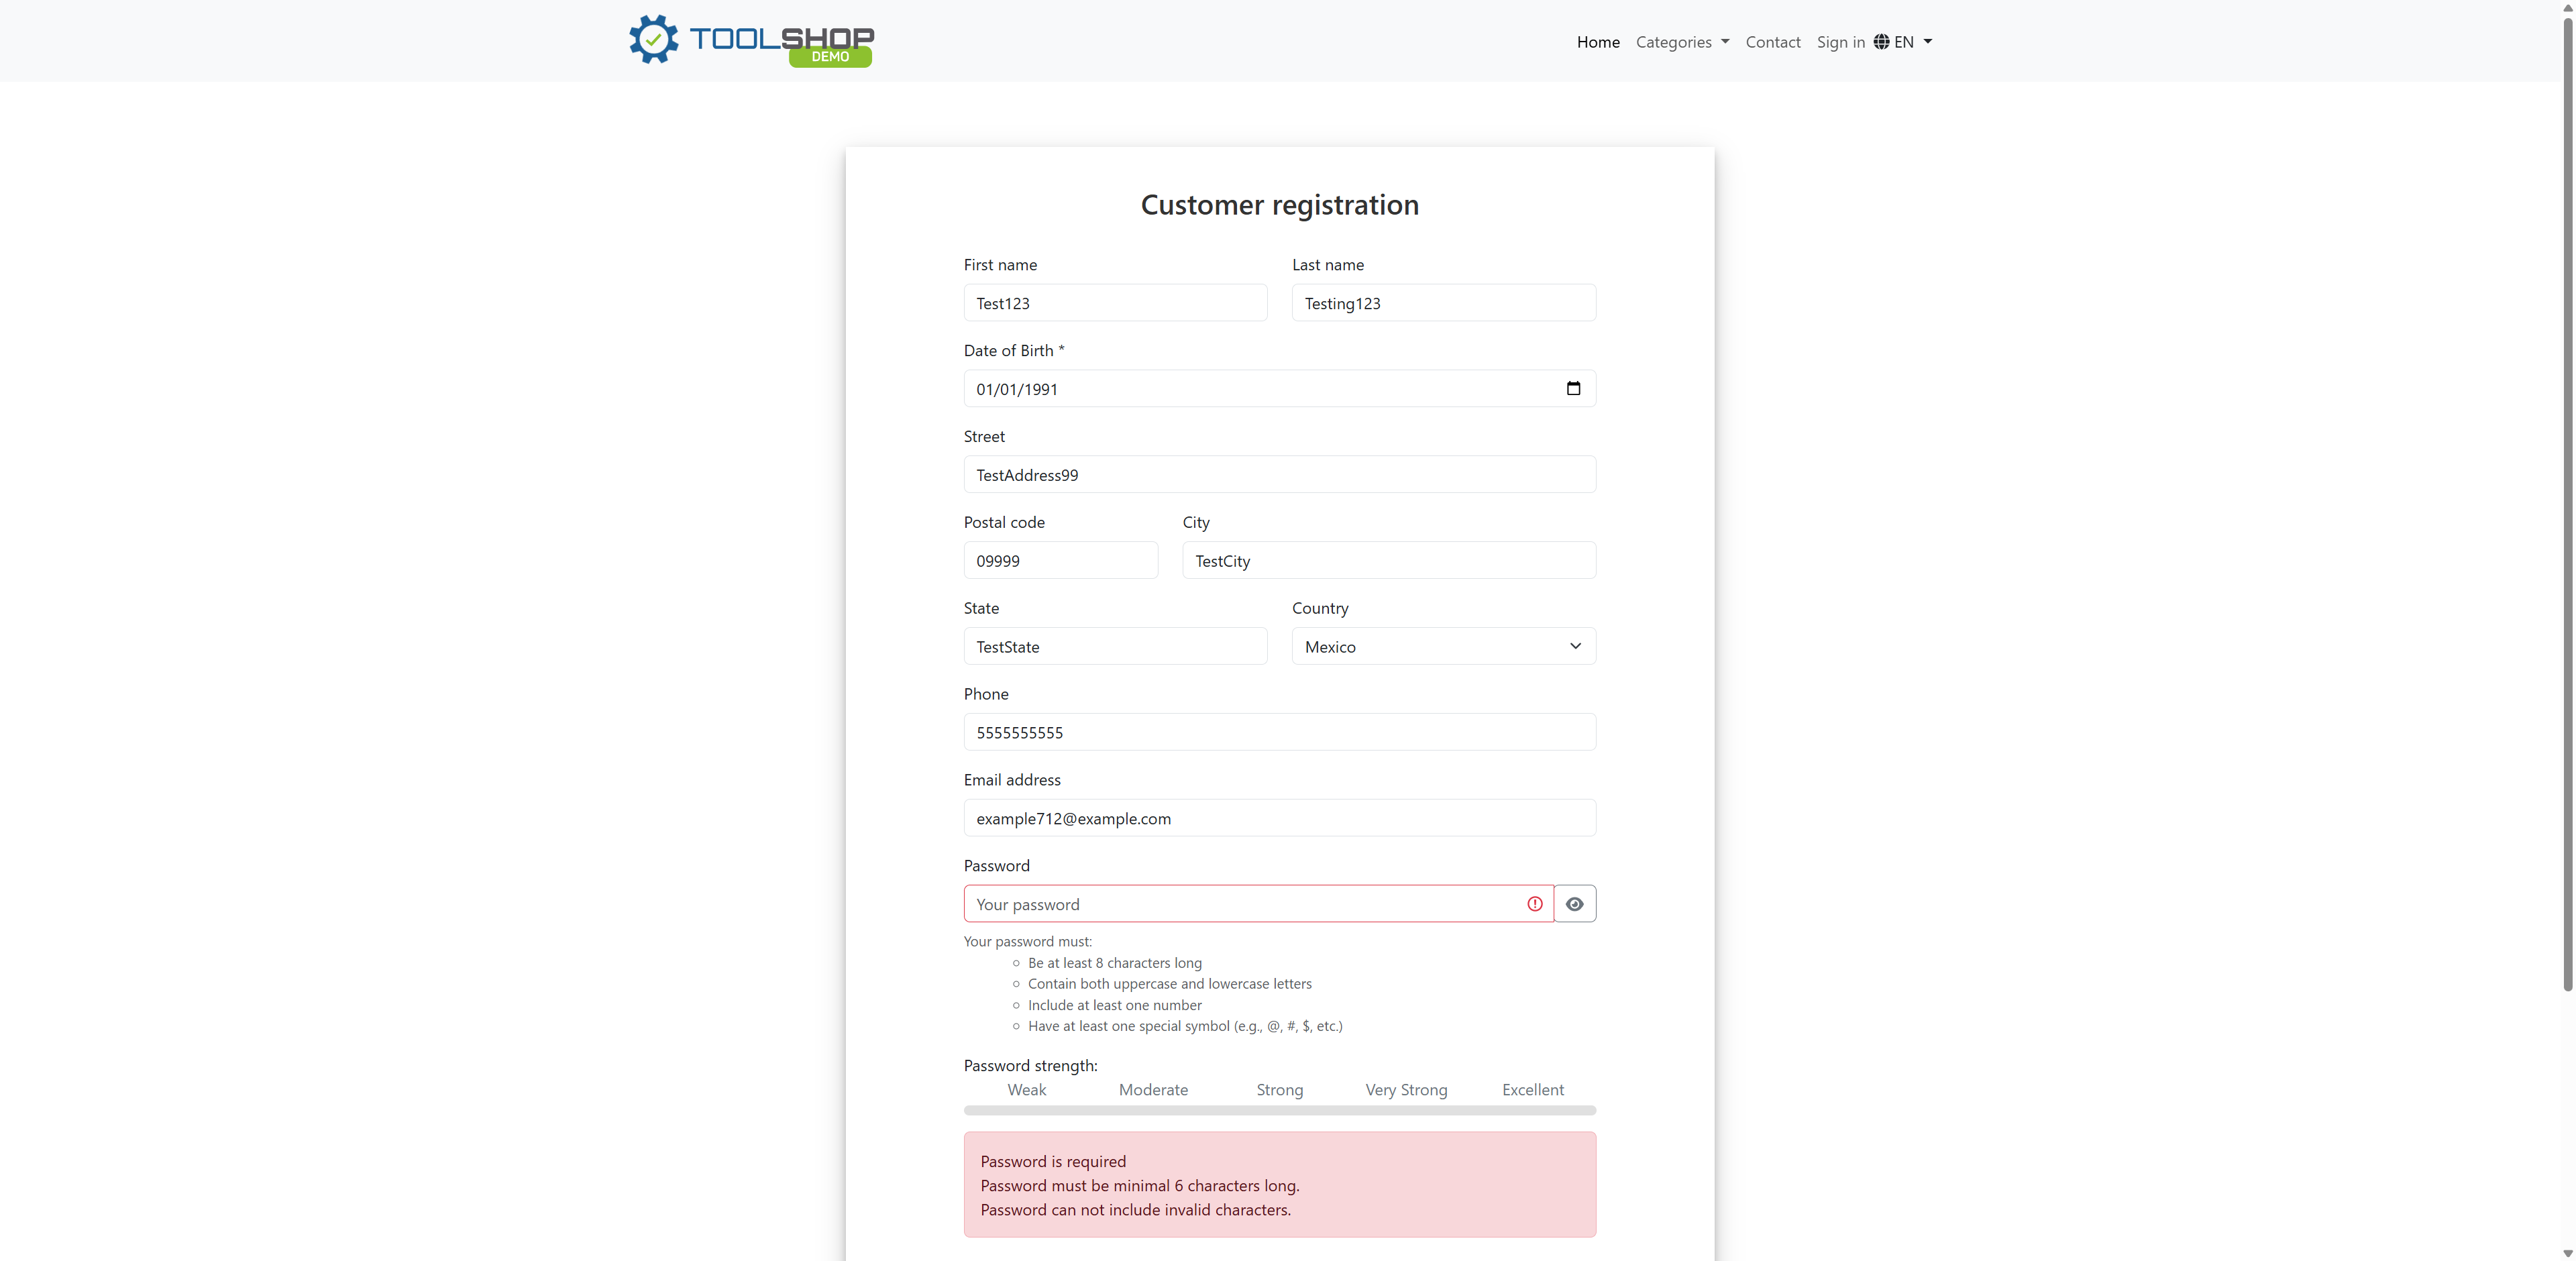 TOOLSHOP
DEMO
Home Categories Contact Sign in EN
Customer registration
First name Last name
Test123 Testing123
Date of Birth *
01/01/1991
Street
TestAddress99
Postal code City
09999 TestCity
State Country
TestState Mexico
Phone
5555555555
Email address
example712@example.com
Password
Your password
Your password must:
Be at least 8 characters long
Contain both uppercase and lowercase letters
Include at least one number
Have at least one special symbol (e.g., @, #, $, etc.)
Password strength:
Weak Moderate Strong Very Strong Excellent
Password is required
Password must be minimal 6 characters long.
Password can not include invalid characters.